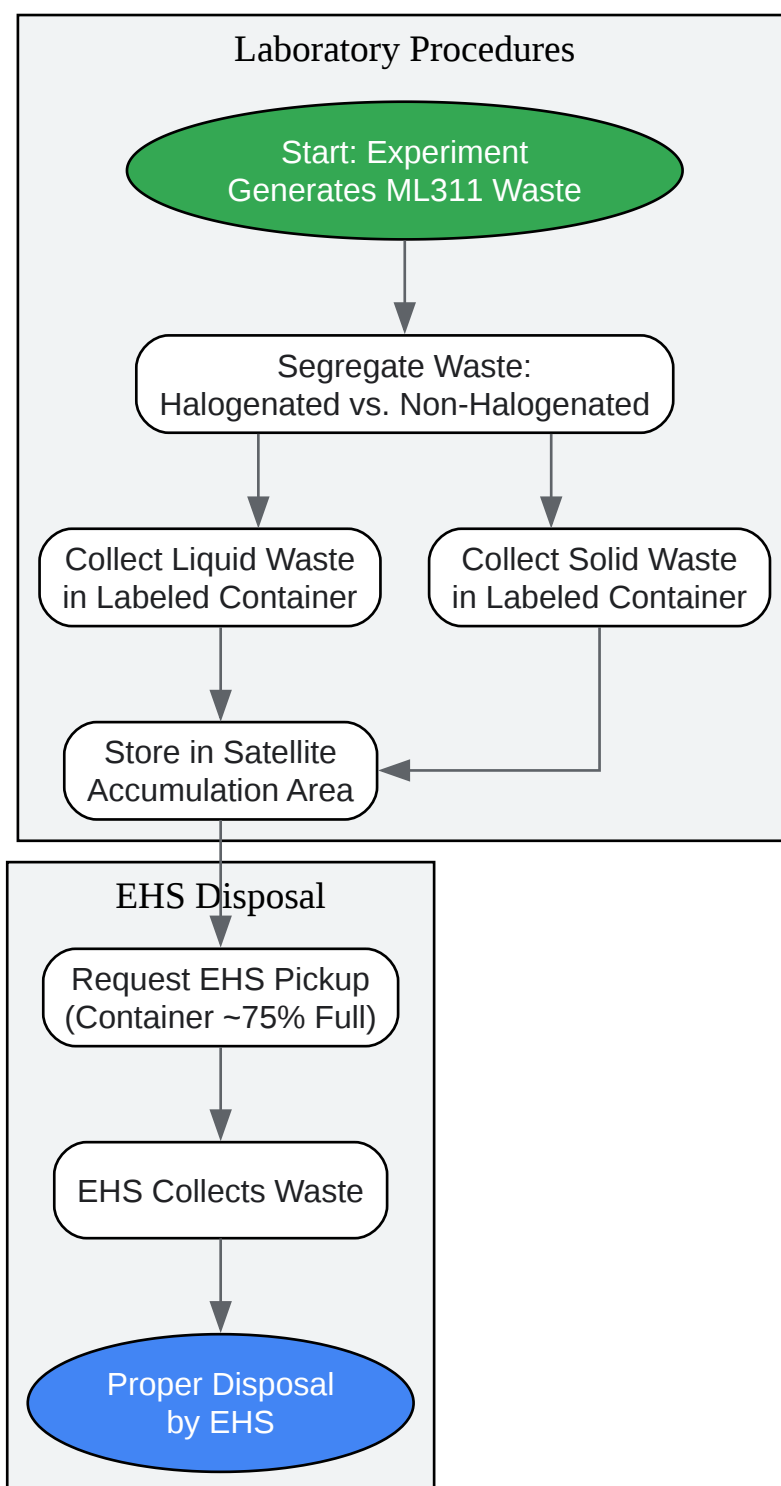 Laboratory Procedures
Start: Experiment
Generates ML311 Waste
Segregate Waste:
Halogenated vs. Non-Halogenated
Collect Liquid Waste
in Labeled Container
Collect Solid Waste
in Labeled Container
Store in Satellite
Accumulation Area
EHS Disposal
Request EHS Pickup
(Container ~75% Full)
EHS Collects Waste
Proper Disposal
by EHS